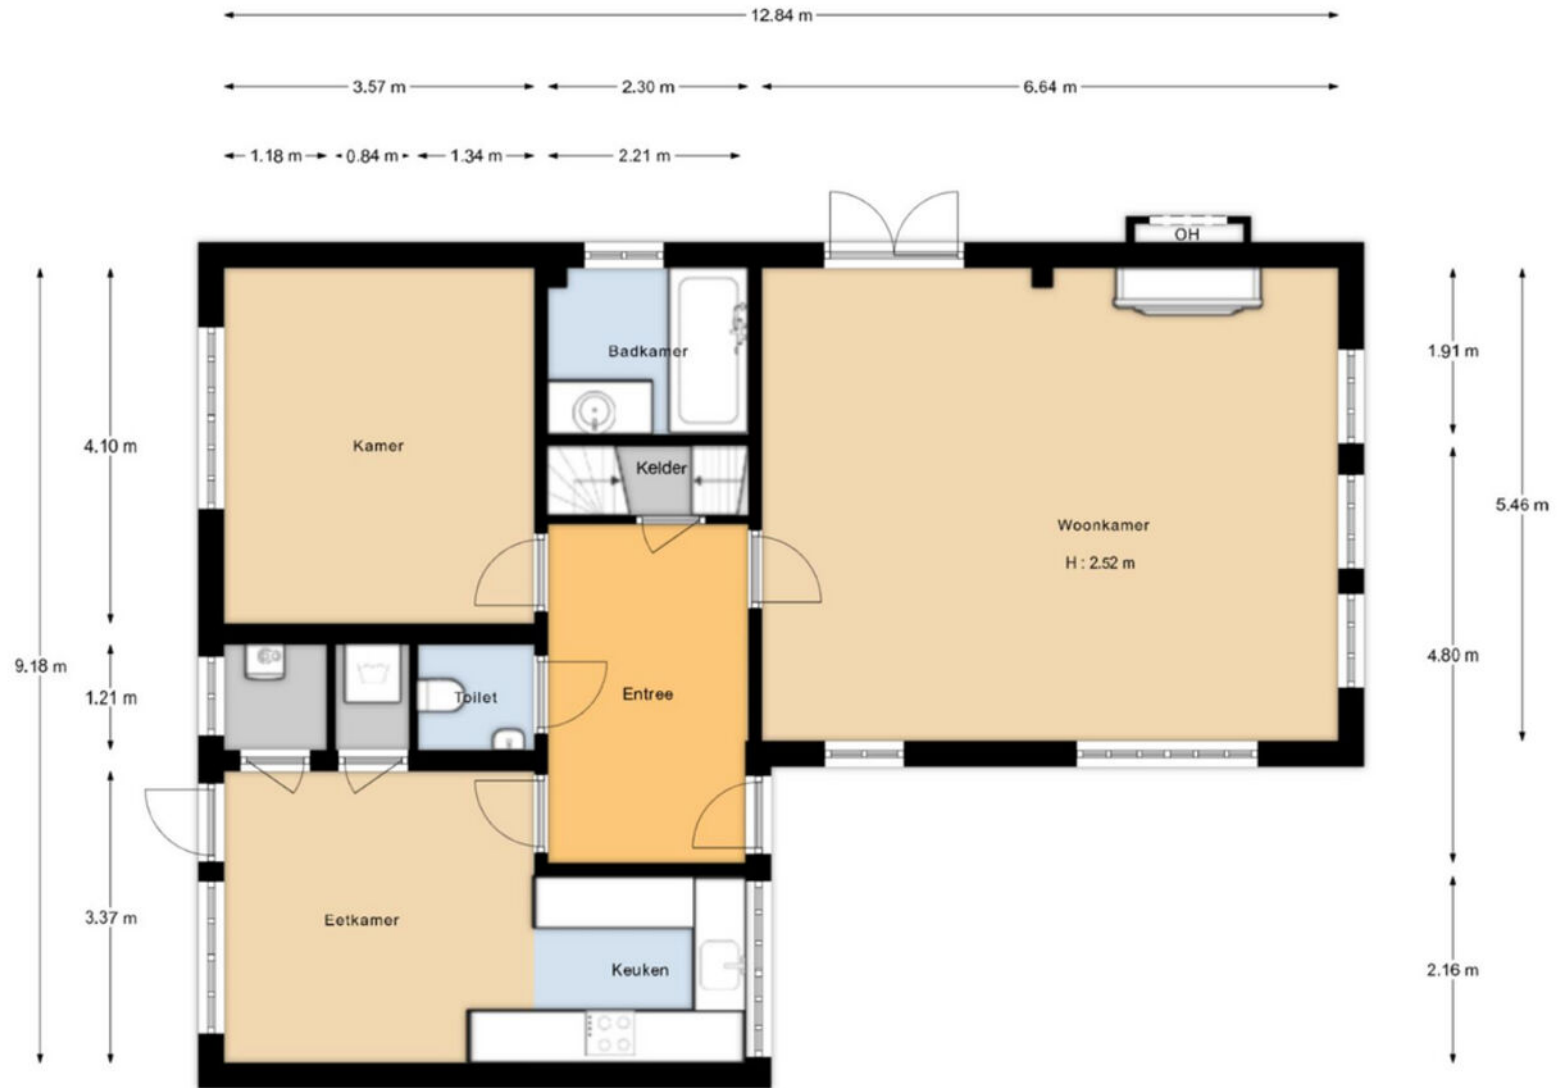 12.84 m
3.57 m
2.30 m
6.64 m
1.18 m
0.84 m
1.34 m
2.21 m
OH
Badkamer
1.91 m
Kamer
4.10 m
Kelder
Woonkamer
H : 2.52 m
5.46 m
9.18 m
1.21 m
Toilet
Entree
4.80 m
3.37 m
Eetkamer
Keuken
2.16 m